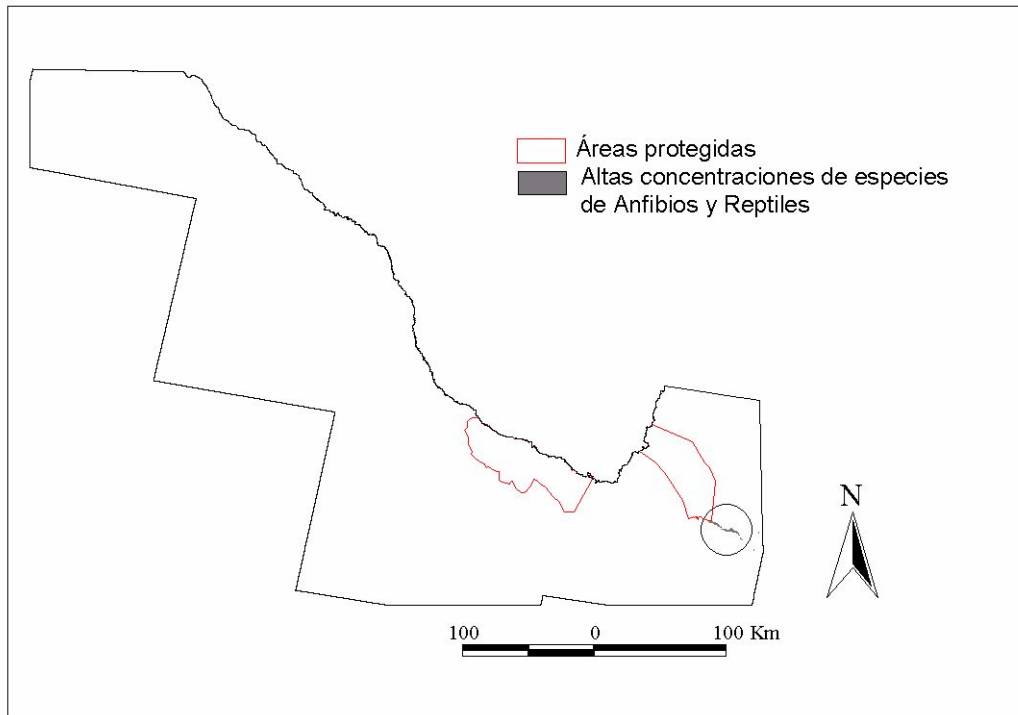 Áreas protegidas
Altas concentraciones de especies
de Anfibios y Reptiles
N
100 0 100 Km